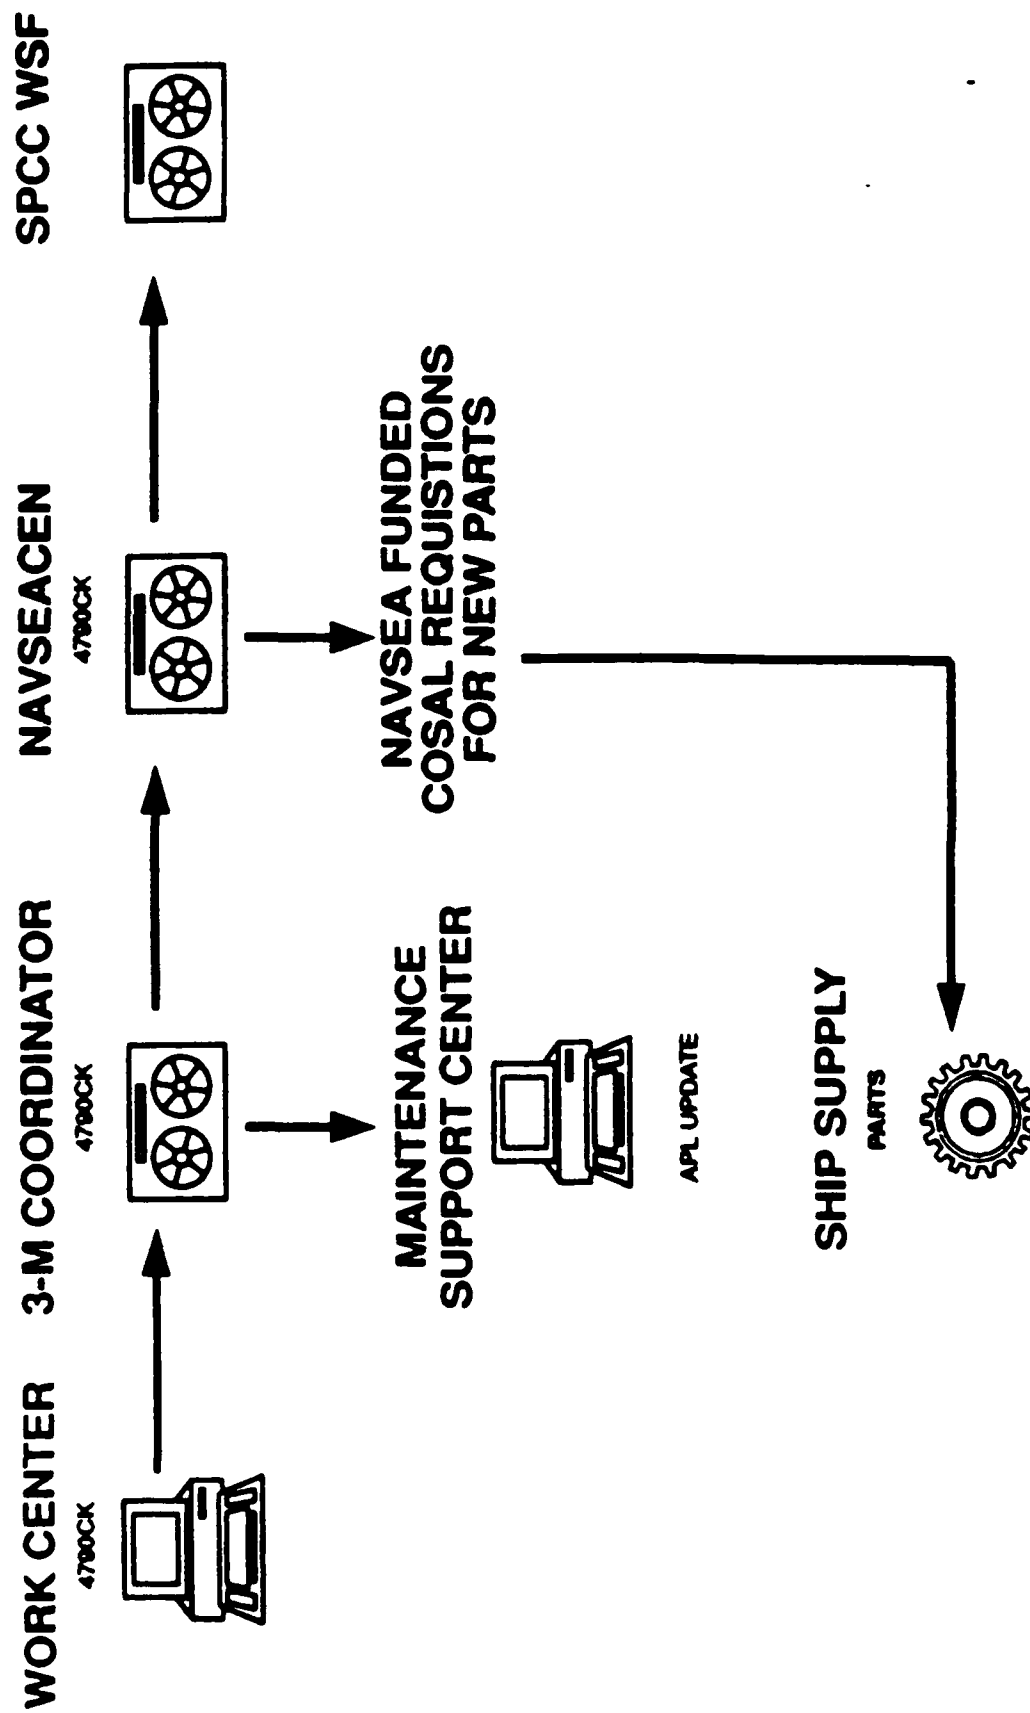 WORK CENTER
4790CK
3-M COORDINATOR
4790CK
NAVSEACEN
4790CK
SPCC WSF
MAINTENANCE
SUPPORT CENTER
APL UPDATE
NAVSEA FUNDED
COSAL REQUISTIONS
FOR NEW PARTS
SHIP SUPPLY
PARTS